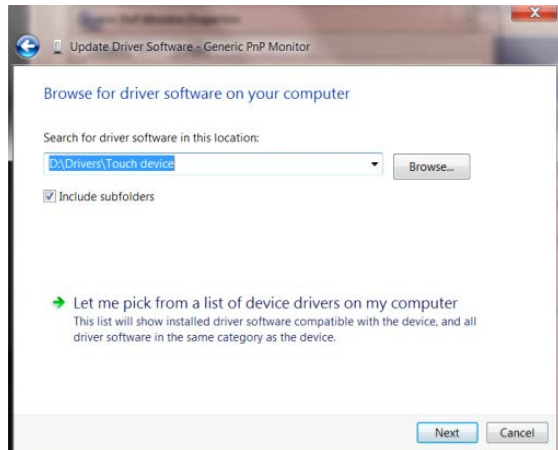 Update Driver Software - Generic PnP Monitor
Browse for driver software on your computer
Search for driver software in this location:
D:\Drivers\Touch device
Browse...
Include subfolders
Let me pick from a list of device drivers on my computer
This list will show installed driver software compatible with the device, and all
driver software in the same category as the device.
Next
Cancel